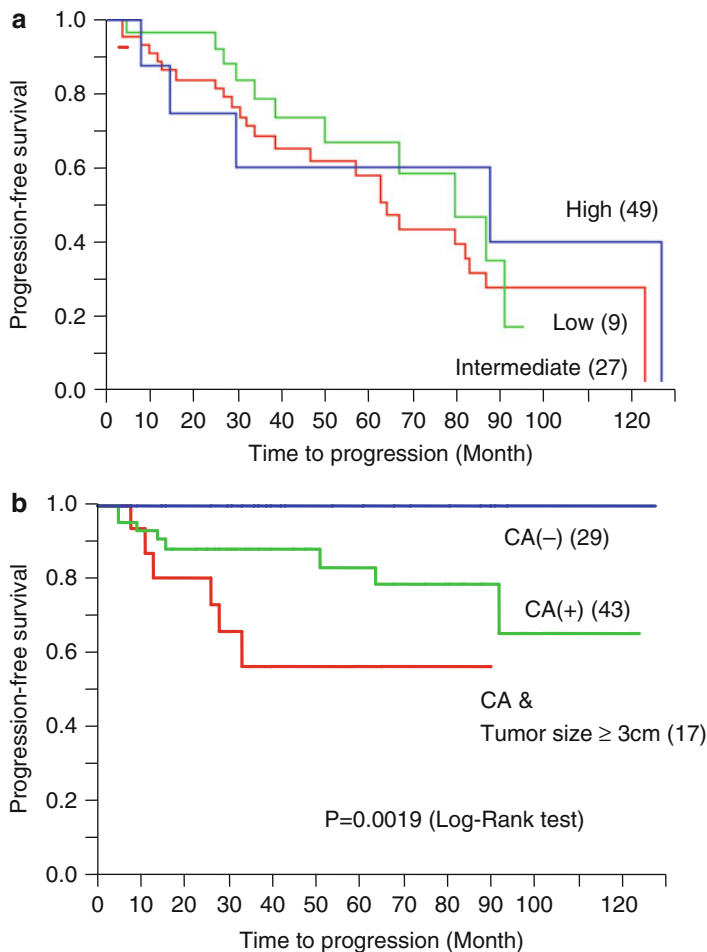 a
Progression-free survival
1.0
0.8
0.6
0.4
0.2
0.0
High (49)
Low (9)
Intermediate (27)
0 10 20 30 40 50 60 70 80 90 100 120
Time to progression (Month)
b
Progression-free survival
1.0
0.8
0.6
0.4
0.2
0.0
CA(–) (29)
CA(+) (43)
CA &
Tumor size ≥ 3cm (17)
P=0.0019 (Log-Rank test)
0 10 20 30 40 50 60 70 80 90 100 120
Time to progression (Month)